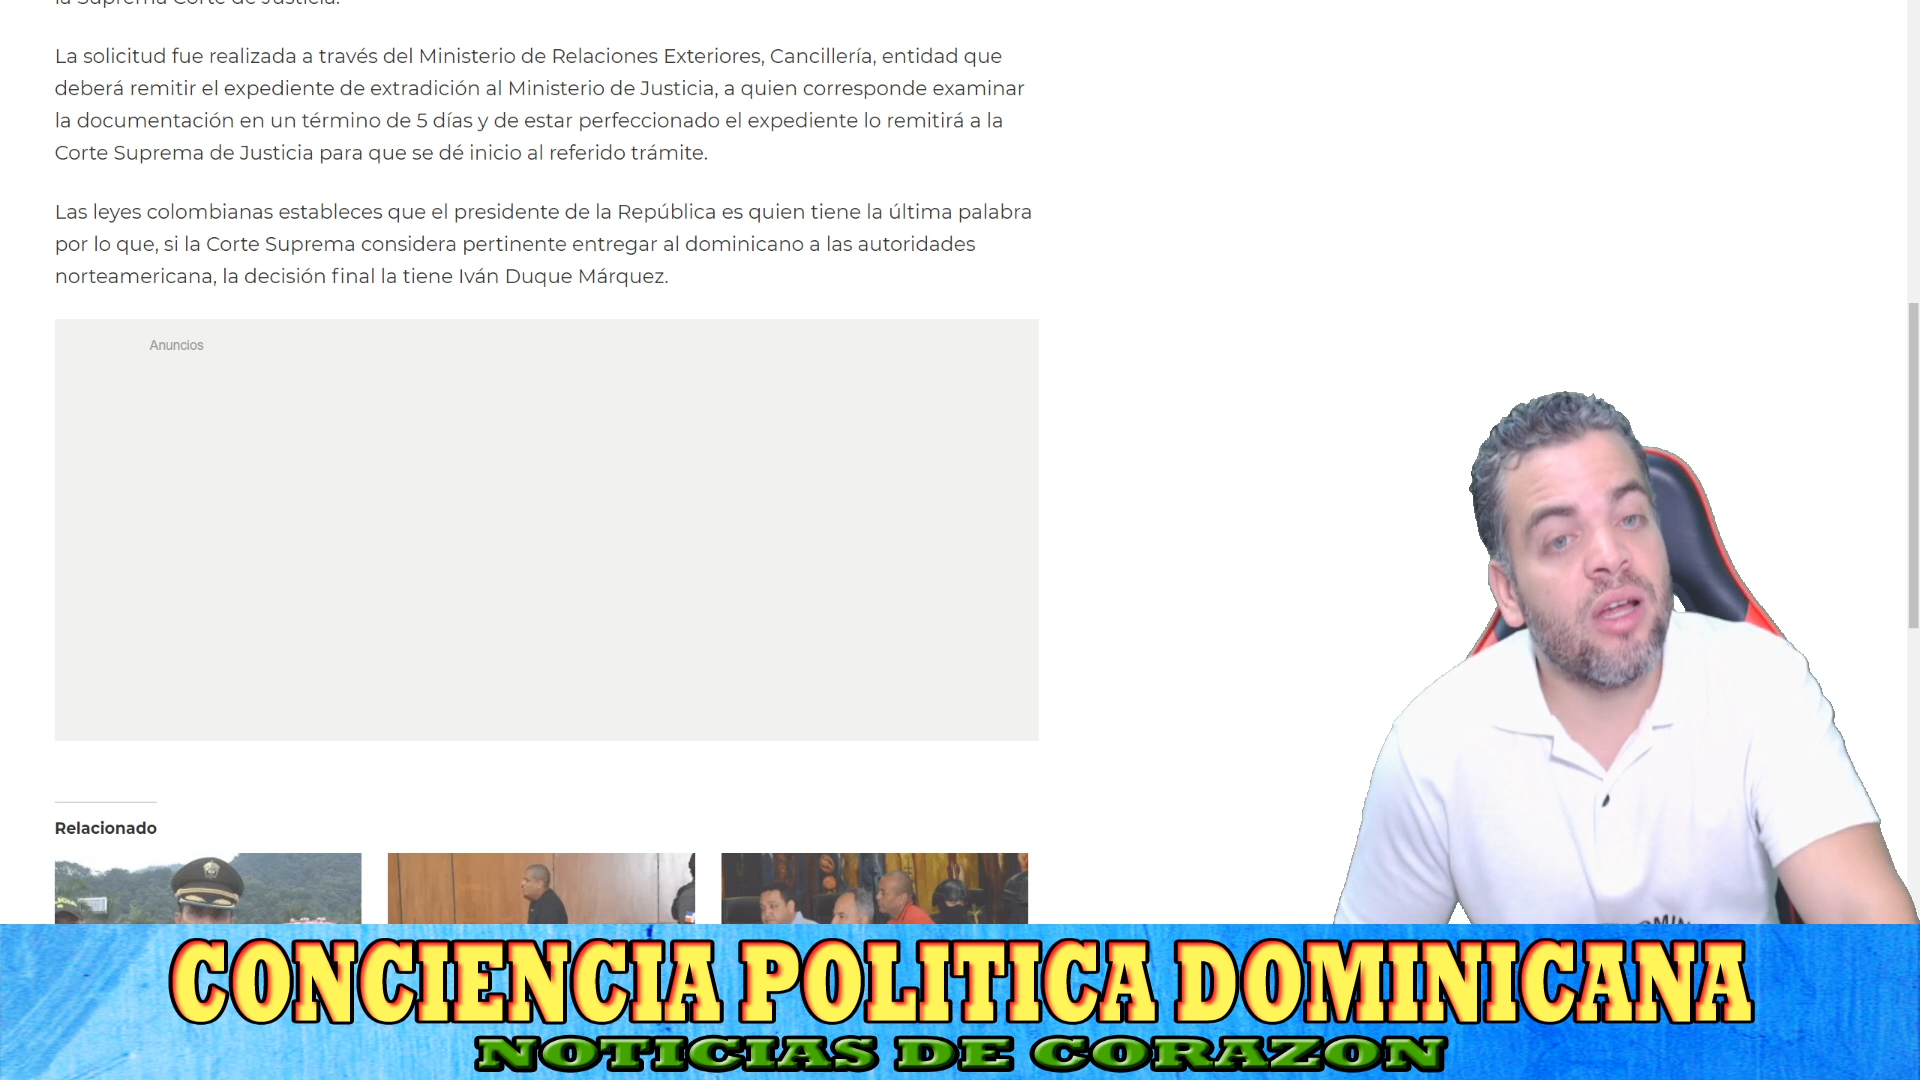 la Suprema Corte de Justicia.
La solicitud fue realizada a través del Ministerio de Relaciones Exteriores, Cancillería, entidad que
deberá remitir el expediente de extradición al Ministerio de Justicia, a quien corresponde examinar
la documentación en un término de 5 días y de estar perfeccionado el expediente lo remitirá a la
Corte Suprema de Justicia para que se dé inicio al referido trámite.
Las leyes colombianas estableces que el presidente de la República es quien tiene la última palabra
por lo que, si la Corte Suprema considera pertinente entregar al dominicano a las autoridades
norteamericana, la decisión final la tiene Iván Duque Márquez.
Anuncios
Relacionado
CONCIENCIA POLITICA DOMINICANA
NOTICIAS DE CORAZON